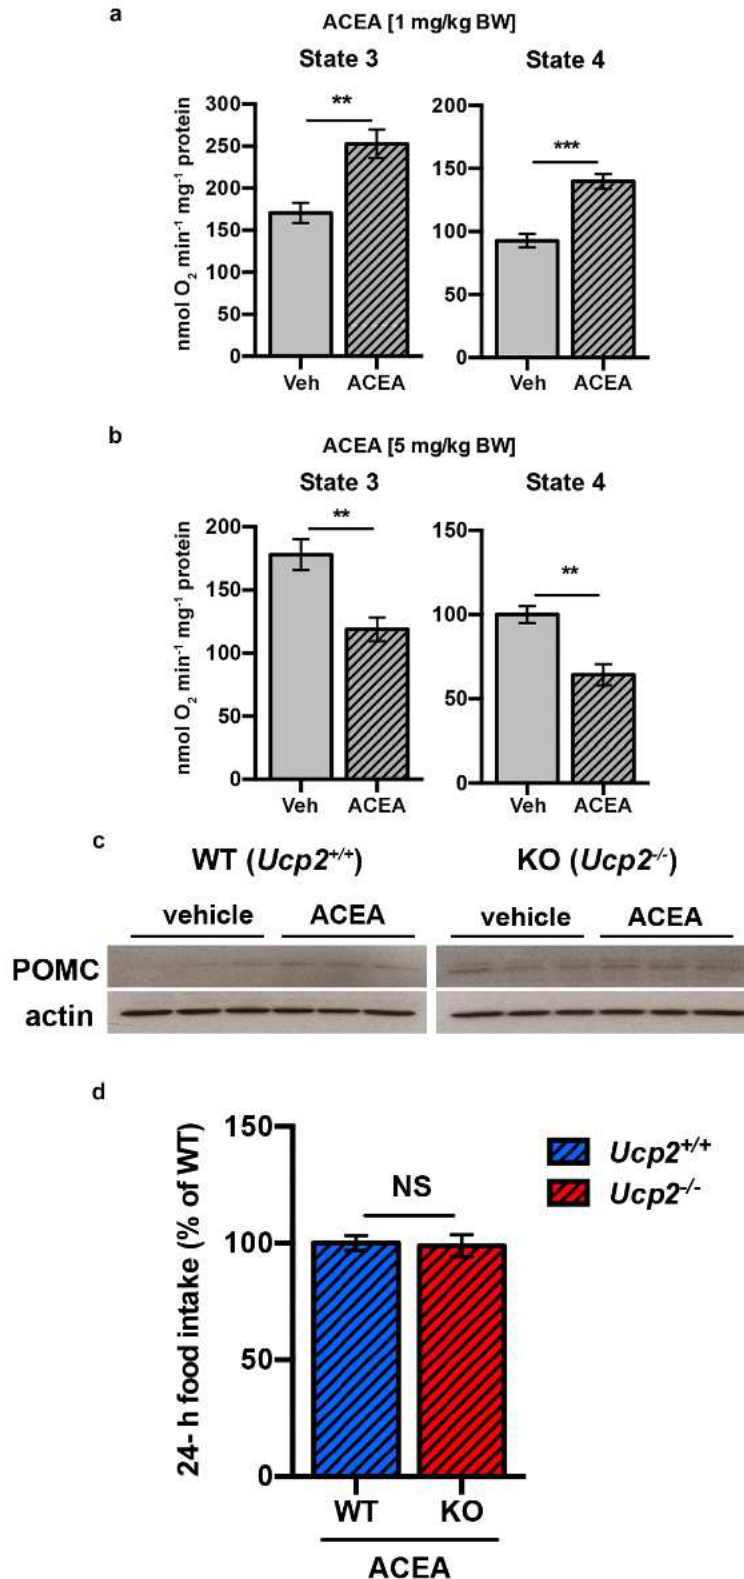 a
ACEA [1 mg/kg BW]
State 3
State 4
nmol O₂ min⁻¹ mg⁻¹ protein
300
250
200
150
100
50
0
**
Veh
ACEA
200
150
100
50
0
***
Veh
ACEA
b
ACEA [5 mg/kg BW]
State 3
State 4
nmol O₂ min⁻¹ mg⁻¹ protein
200
150
100
50
0
**
Veh
ACEA
150
100
50
0
**
Veh
ACEA
c
WT (Ucp2⁺/⁺)
KO (Ucp2⁻/⁻)
vehicle
ACEA
vehicle
ACEA
POMC
actin
d
24- h food intake (% of WT)
150
100
50
0
NS
Ucp2⁺/⁺
Ucp2⁻/⁻
WT
KO
ACEA